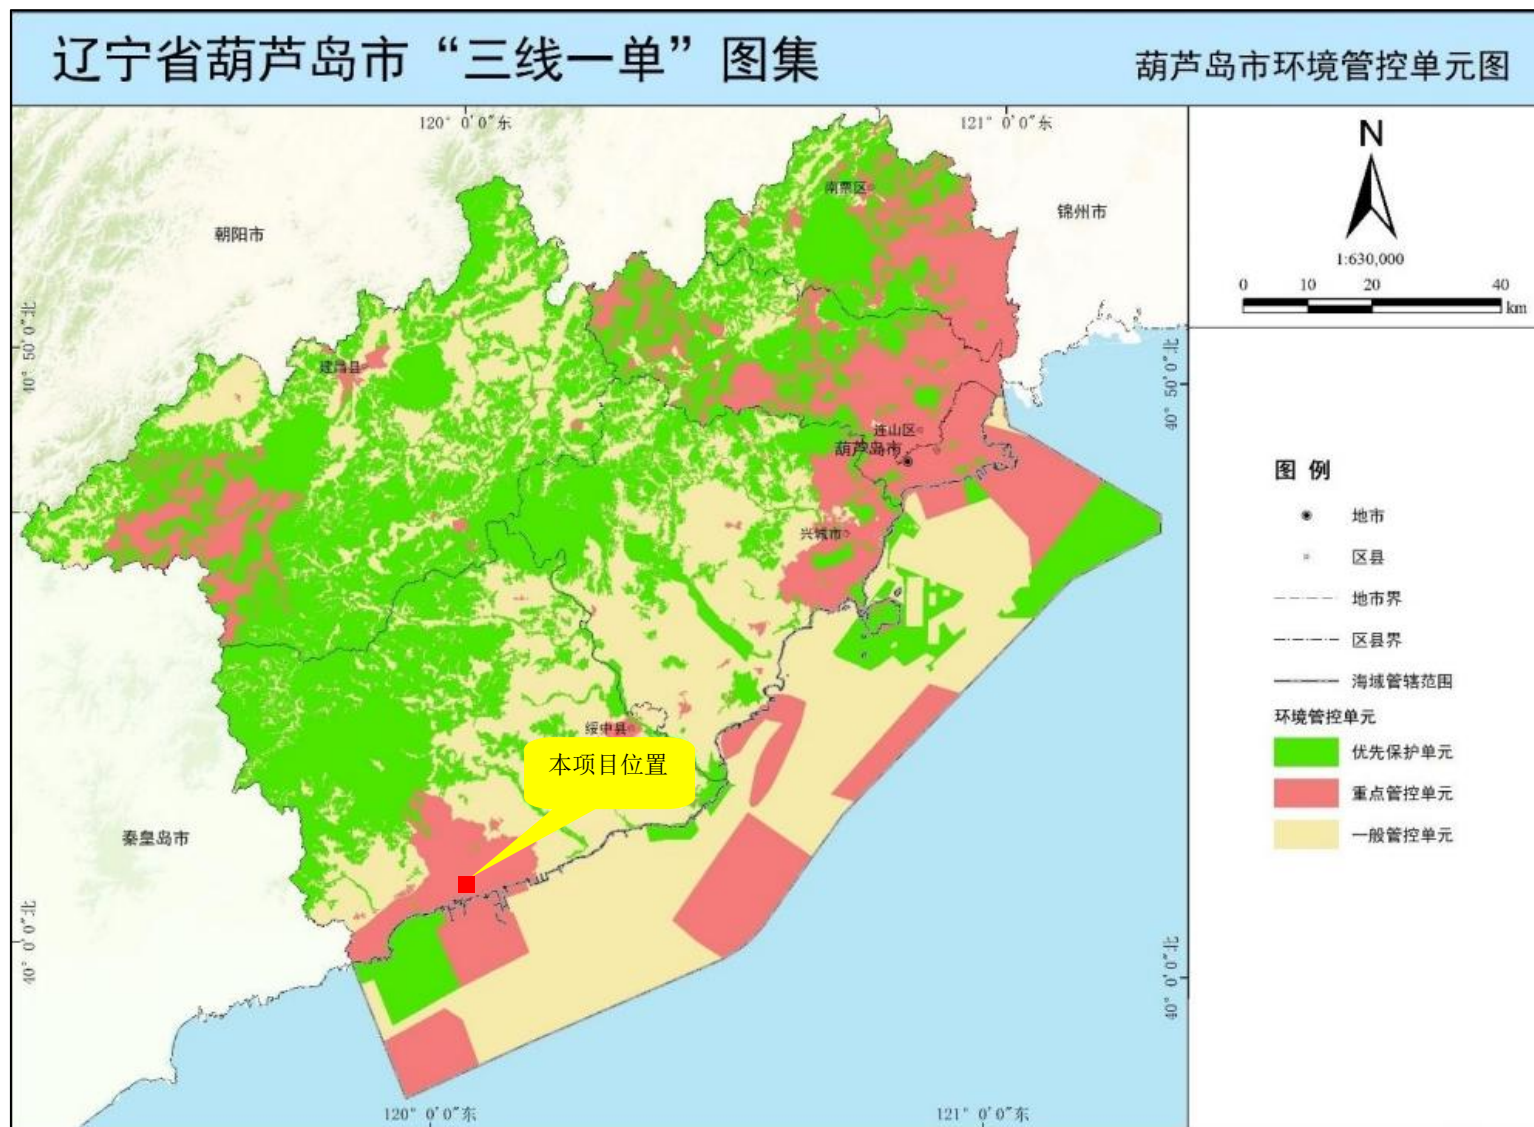 辽宁省葫芦岛市“三线一单”图集
葫芦岛市环境管控单元图
120° 0′0″东
121° 0′0″东
N
1:630,000
0 10 20 40
km
南票区
锦州市
朝阳市
40° 50′0″北
40° 50′0″北
建昌县
连山区
葫芦岛市
兴城市
绥中县
本项目位置
秦皇岛市
40° 0′0″北
40° 0′0″北
120° 0′0″东
121° 0′0″东
图 例
地市
区县
地市界
区县界
海域管辖范围
环境管控单元
优先保护单元
重点管控单元
一般管控单元